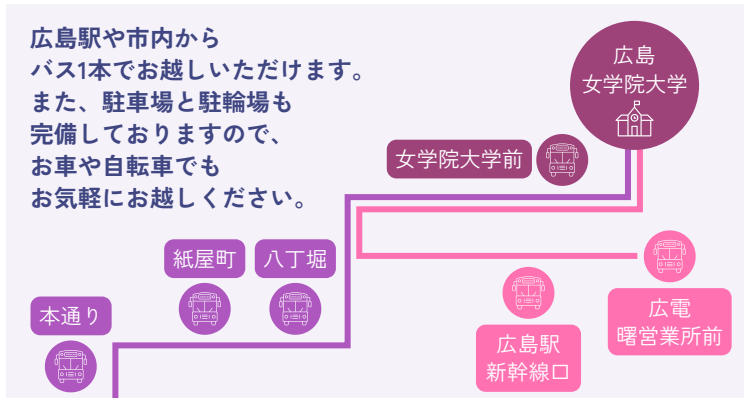 広島駅や市内から
バス1本でお越しいただけます。
また、駐車場と駐輪場も
完備しておりますので、
お車や自転車でも
お気軽にお越しください。
広島
女学院大学
女学院大学前
紙屋町
八丁堀
本通り
広島駅
新幹線口
広電
曙営業所前